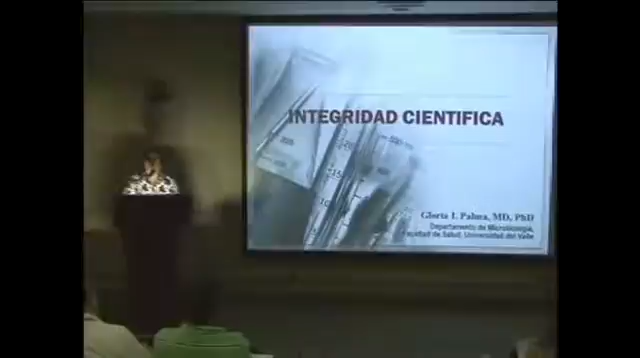 INTEGRIDAD CIENTIFICA
Gloria I. Palma, MD, PhD
Departamento de Microbiología,
Facultad de Salud, Universidad del Valle